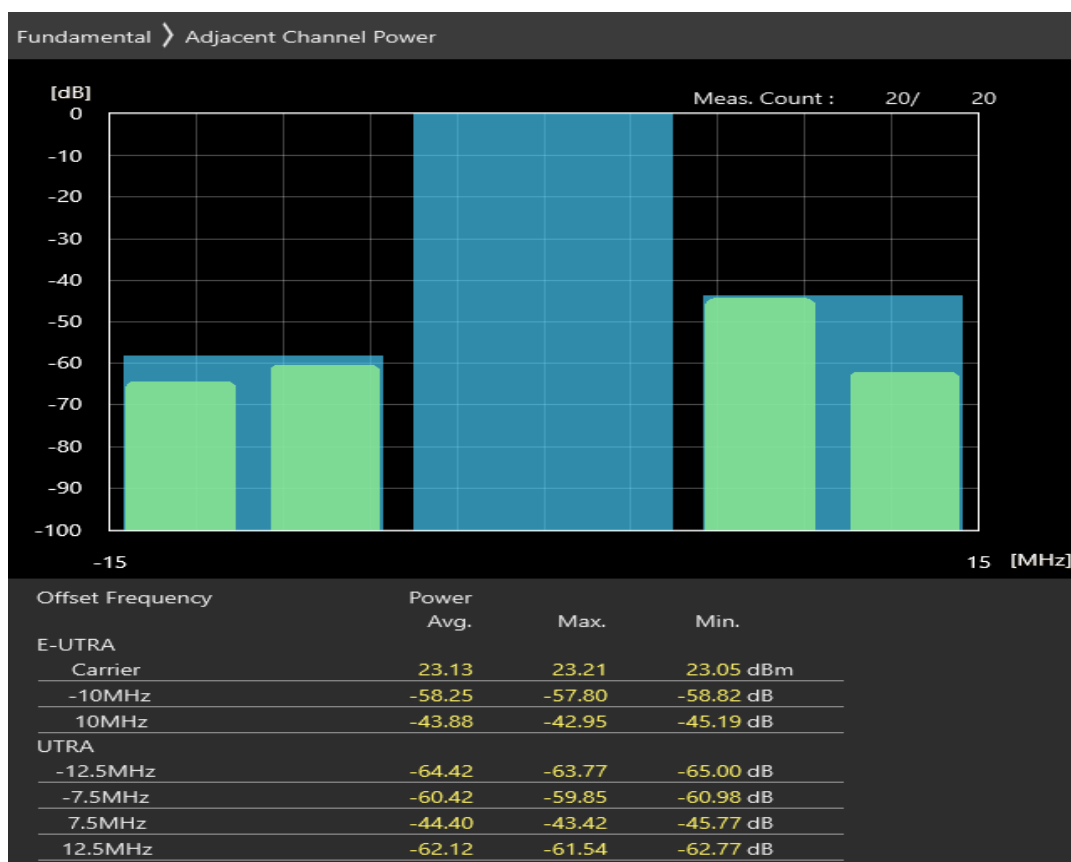 Fundamental 〉 Adjacent Channel Power
[dB]
Meas. Count : 20/ 20
0
-10
-20
-30
-40
-50
-60
-70
-80
-90
-100
-15 15 [MHz]
Offset Frequency Power
Avg. Max. Min.
E-UTRA
Carrier 23.13 23.21 23.05 dBm
-10MHz -58.25 -57.80 -58.82 dB
10MHz -43.88 -42.95 -45.19 dB
UTRA
-12.5MHz -64.42 -63.77 -65.00 dB
-7.5MHz -60.42 -59.85 -60.98 dB
7.5MHz -44.40 -43.42 -45.77 dB
12.5MHz -62.12 -61.54 -62.77 dB